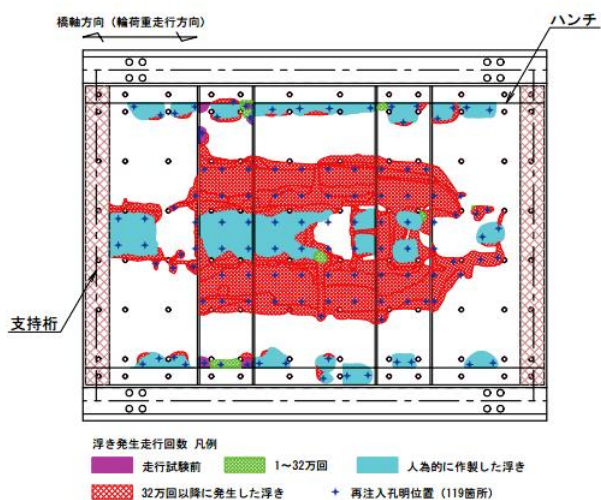 橋軸方向（輪荷重走行方向）
ハンチ
支持桁
浮き発生走行回数 凡例
走行試験前
1～32万回
人為的に作製した浮き
32万回以降に発生した浮き
再注入孔明位置（119箇所）